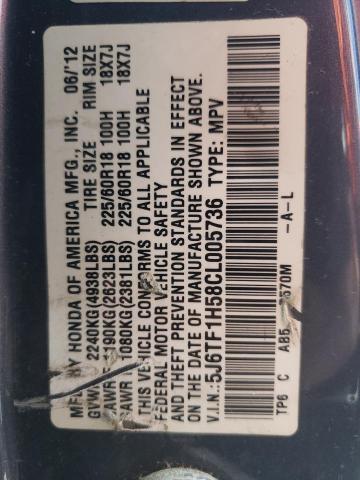 MFD. BY HONDA OF AMERICA MFG., INC. 06/'12
GVWR 2240KG(4938LBS) TIRE SIZE RIM SIZE
GAWR F 1190KG(2623LBS) 225/60R18 100H 18X7J
GAWR R 1080KG(2381LBS) 225/60R18 100H 18X7J
THIS VEHICLE CONFORMS TO ALL APPLICABLE
FEDERAL MOTOR VEHICLE SAFETY
AND THEFT PREVENTION STANDARDS IN EFFECT
ON THE DATE OF MANUFACTURE SHOWN ABOVE.
V.I.N.: 5J6TF1H58CL005736 TYPE: MPV
TP6 C AB5 570M -A-L